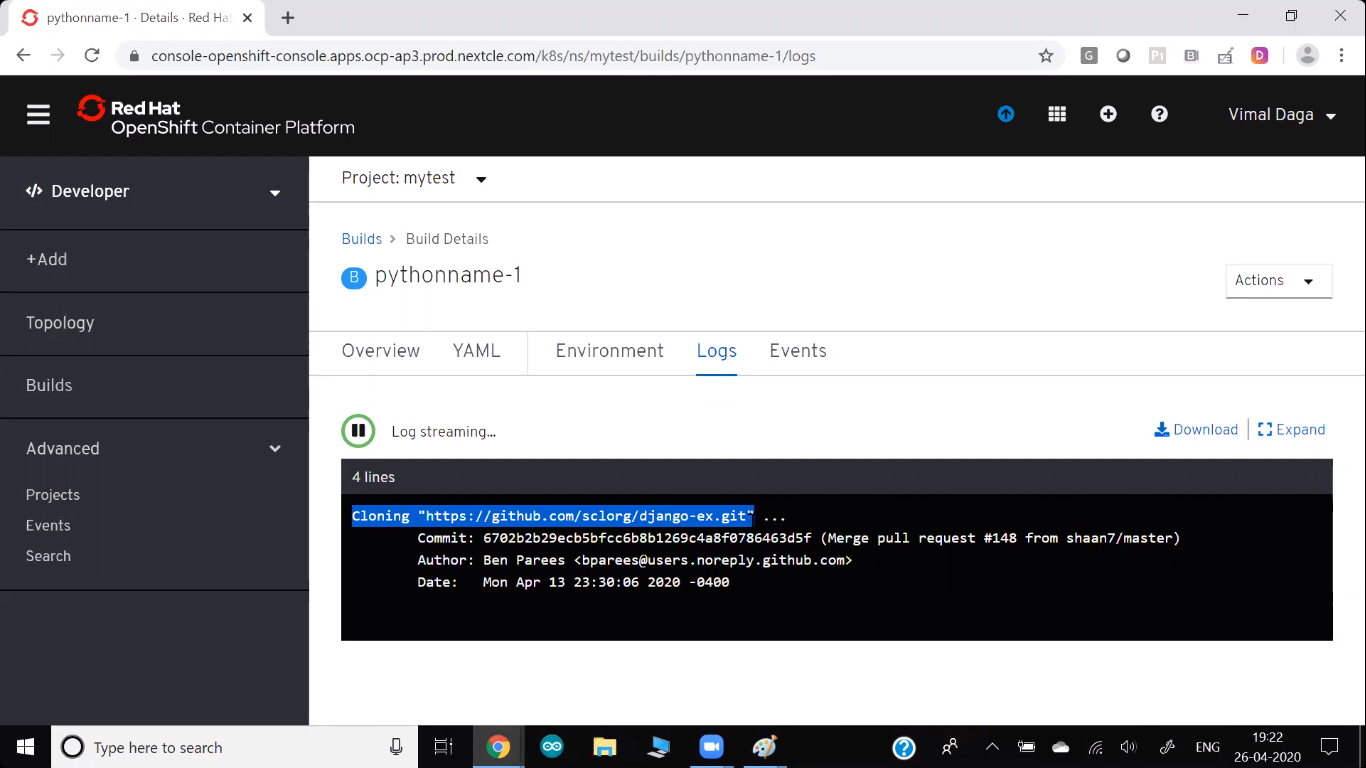 pythonname-1 · Details · Red Ha
console-openshift-console.apps.ocp-ap3.prod.nextcle.com/k8s/ns/mytest/builds/pythonname-1/logs
Red Hat
OpenShift Container Platform
Vimal Daga
Developer
+Add
Topology
Builds
Advanced
Projects
Events
Search
Project: mytest
Builds > Build Details
B pythonname-1
Actions
Overview YAML Environment Logs Events
Log streaming...
Download | Expand
4 lines
Cloning "https://github.com/sclorg/django-ex.git" ...
Commit: 6702b2b29ecb5bfcc6b8b1269c4a8f0786463d5f (Merge pull request #148 from shaan7/master)
Author: Ben Parees <bparees@users.noreply.github.com>
Date: Mon Apr 13 23:30:06 2020 -0400
Type here to search
ENG
19:22
26-04-2020